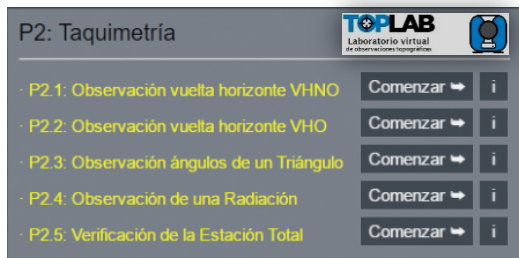 P2: Taquimetría
TOPLAB
Laboratorio virtual
de observaciones topográficas
· P2.1: Observación vuelta horizonte VHNO Comenzar ➥ i
· P2.2: Observación vuelta horizonte VHO Comenzar ➥ i
· P2.3: Observación ángulos de un Triángulo Comenzar ➥ i
· P2.4: Observación de una Radiación Comenzar ➥ i
· P2.5: Verificación de la Estación Total Comenzar ➥ i